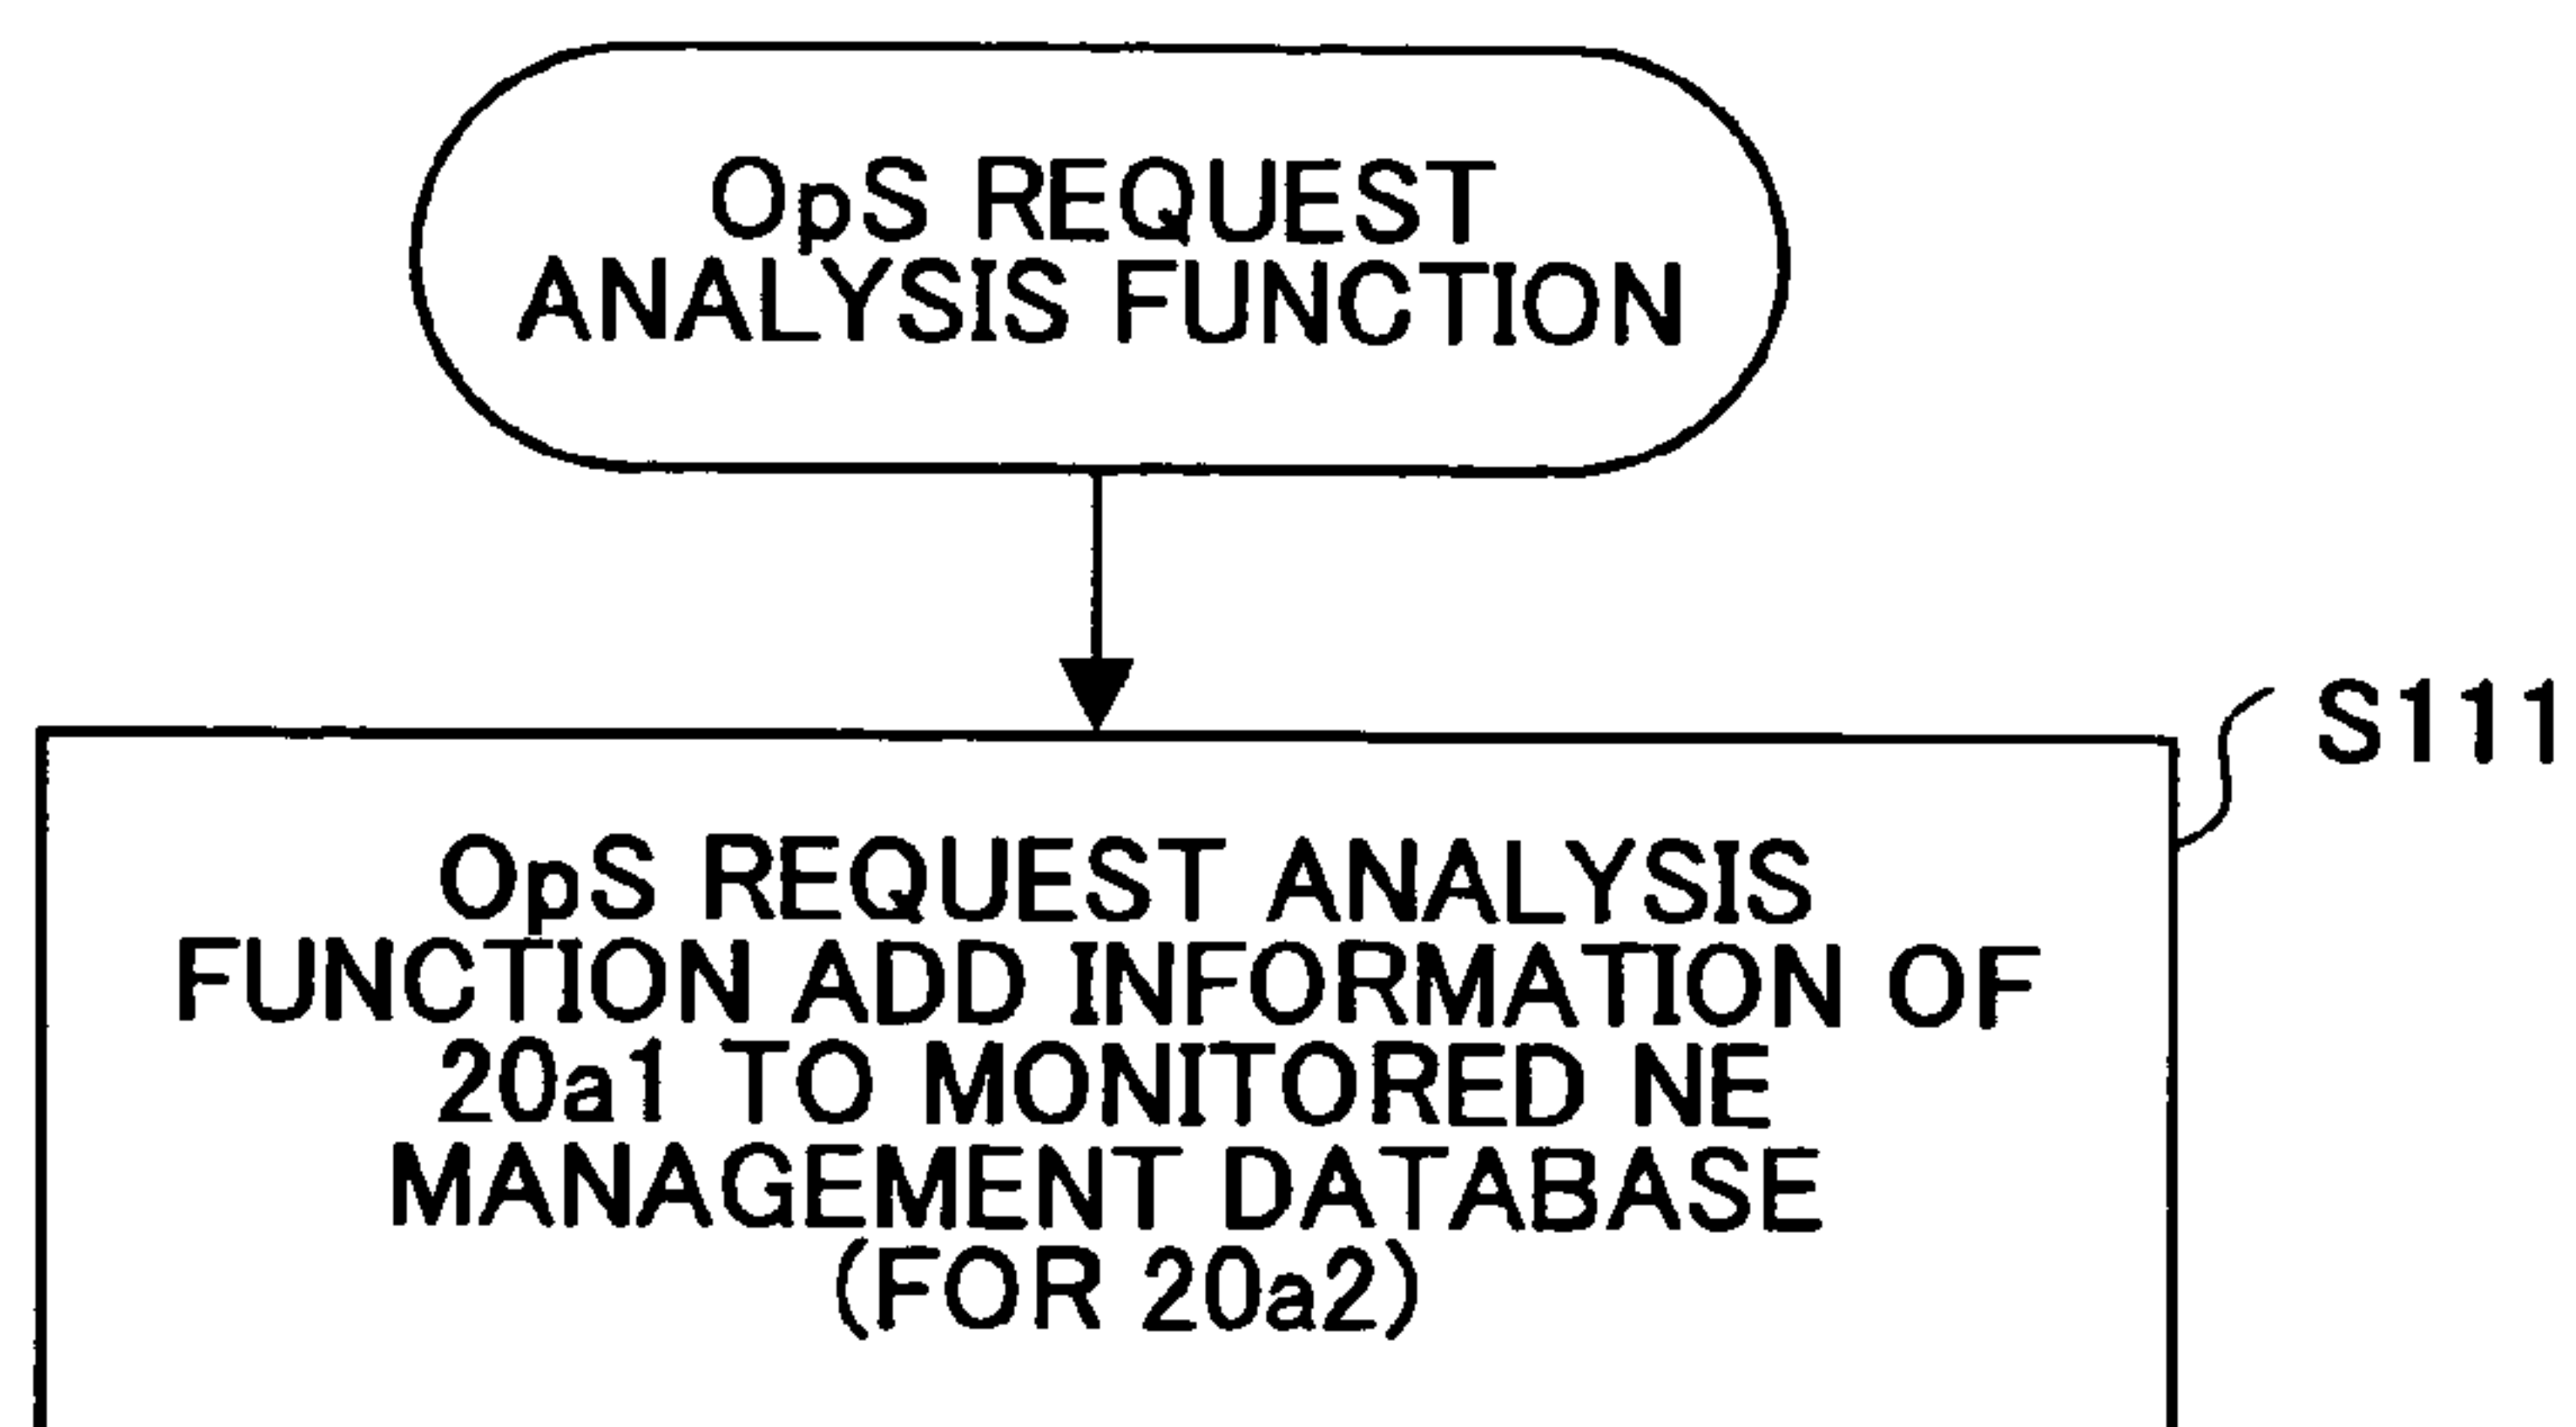 OpS REQUEST
ANALYSIS FUNCTION
S111
OpS REQUEST ANALYSIS
FUNCTION ADD INFORMATION OF
20a1 TO MONITORED NE
MANAGEMENT DATABASE
(FOR 20a2)